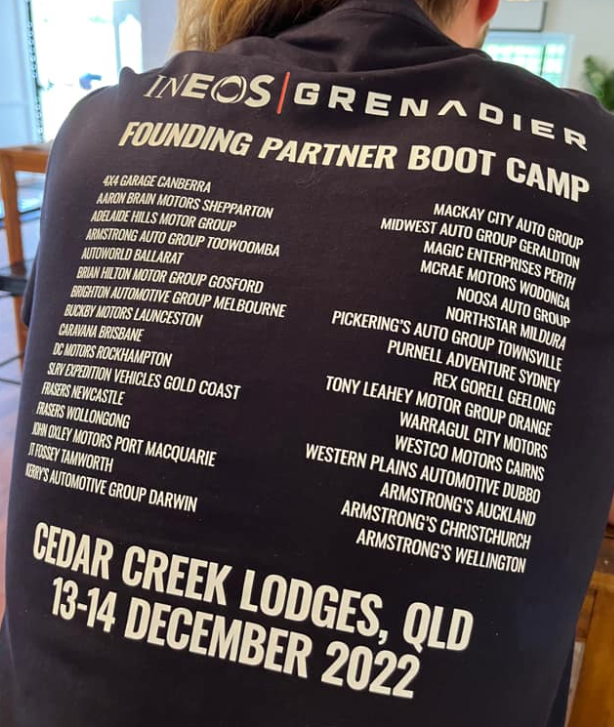 INEOS | GRENADIER
FOUNDING PARTNER BOOT CAMP
4X4 GARAGE CANBERRA
AARON BRAIN MOTORS SHEPPARTON
ADELAIDE HILLS MOTOR GROUP
ARMSTRONG AUTO GROUP TOOWOOMBA
AUTOWORLD BALLARAT
BRIAN HILTON MOTOR GROUP GOSFORD
BRIGHTON AUTOMOTIVE GROUP MELBOURNE
BUCKBY MOTORS LAUNCESTON
CARAVANA BRISBANE
DC MOTORS ROCKHAMPTON
SLRV EXPEDITION VEHICLES GOLD COAST
FRASERS NEWCASTLE
FRASERS WOLLONGONG
JOHN OXLEY MOTORS PORT MACQUARIE
JT FOSSEY TAMWORTH
KERRY'S AUTOMOTIVE GROUP DARWIN
MACKAY CITY AUTO GROUP
MIDWEST AUTO GROUP GERALDTON
MAGIC ENTERPRISES PERTH
MCRAE MOTORS WODONGA
NOOSA AUTO GROUP
NORTHSTAR MILDURA
PICKERING'S AUTO GROUP TOWNSVILLE
PURNELL ADVENTURE SYDNEY
REX GORELL GEELONG
TONY LEAHEY MOTOR GROUP ORANGE
WARRAGUL CITY MOTORS
WESTCO MOTORS CAIRNS
WESTERN PLAINS AUTOMOTIVE DUBBO
ARMSTRONG'S AUCKLAND
ARMSTRONG'S CHRISTCHURCH
ARMSTRONG'S WELLINGTON
CEDAR CREEK LODGES, QLD
13-14 DECEMBER 2022